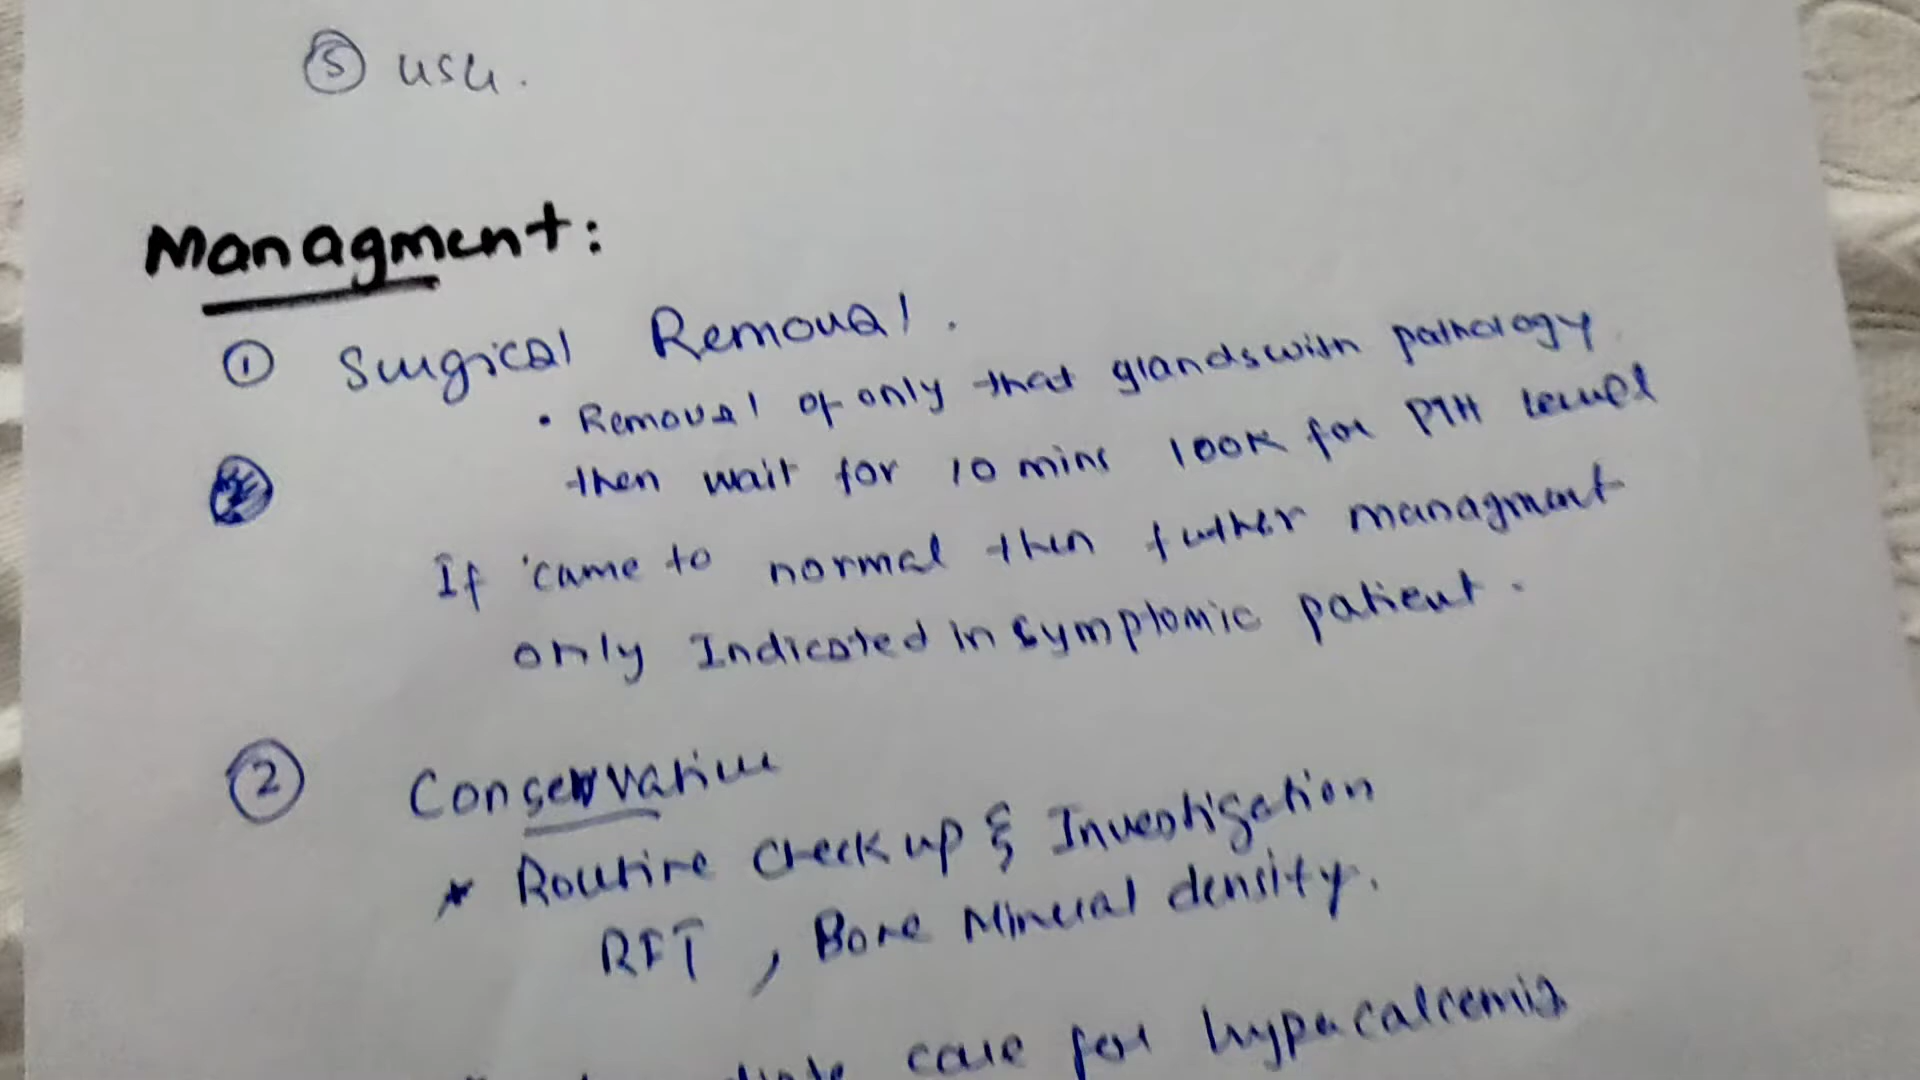 ⑤ USG.
Managment:
① Surgical Removal.
• Removal of only that glands with pathology
then wait for 10 mins look for PTH level
If came to normal then futher managment
only Indicated in symptomic patient.
② Conservative
* Routine check up & Investigation
RFT, Bone Mineral density.
care for hypercalcemia